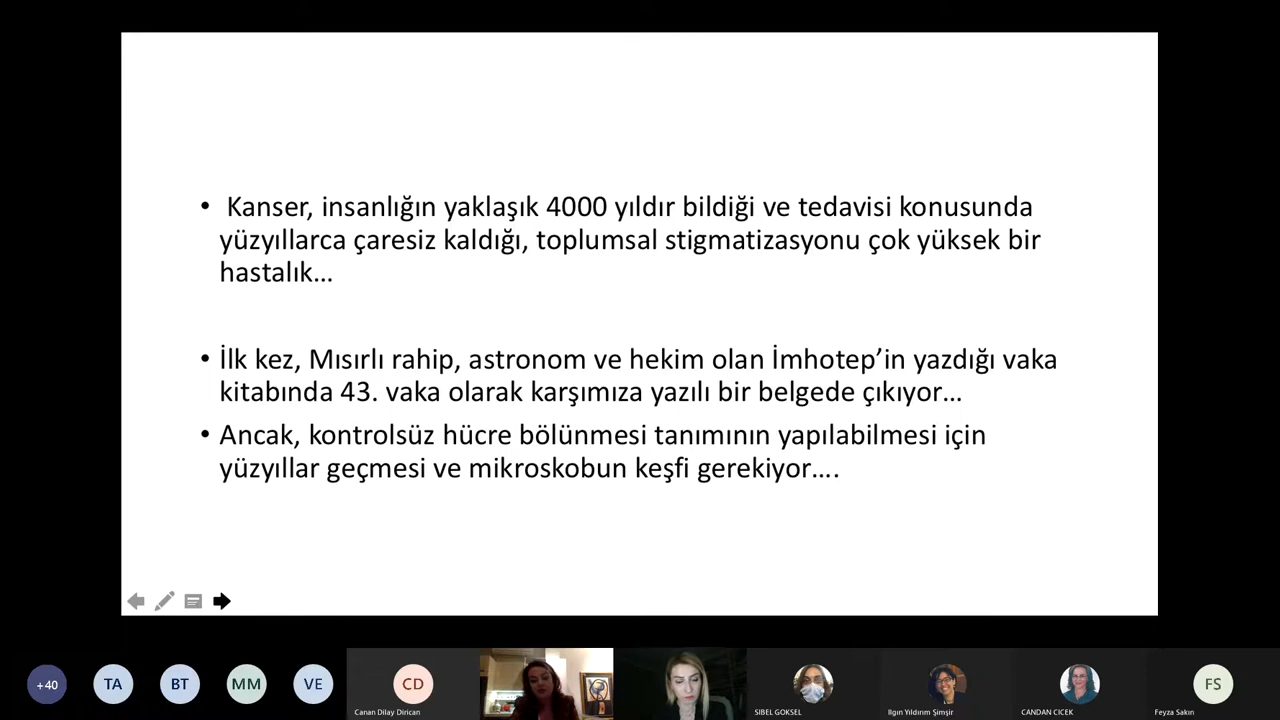 • Kanser, insanlığın yaklaşık 4000 yıldır bildiği ve tedavisi konusunda
yüzyıllarca çaresiz kaldığı, toplumsal stigmatizasyonu çok yüksek bir
hastalık…
• İlk kez, Mısırlı rahip, astronom ve hekim olan İmhotep’in yazdığı vaka
kitabında 43. vaka olarak karşımıza yazılı bir belgede çıkıyor…
• Ancak, kontrolsüz hücre bölünmesi tanımının yapılabilmesi için
yüzyıllar geçmesi ve mikroskobun keşfi gerekiyor….
+40 TA BT MM VE CD FS
Canan Dilay Dirican SIBEL GOKSEL Ilgın Yıldırım Şimşir CANDAN CICEK Feyza Sakın